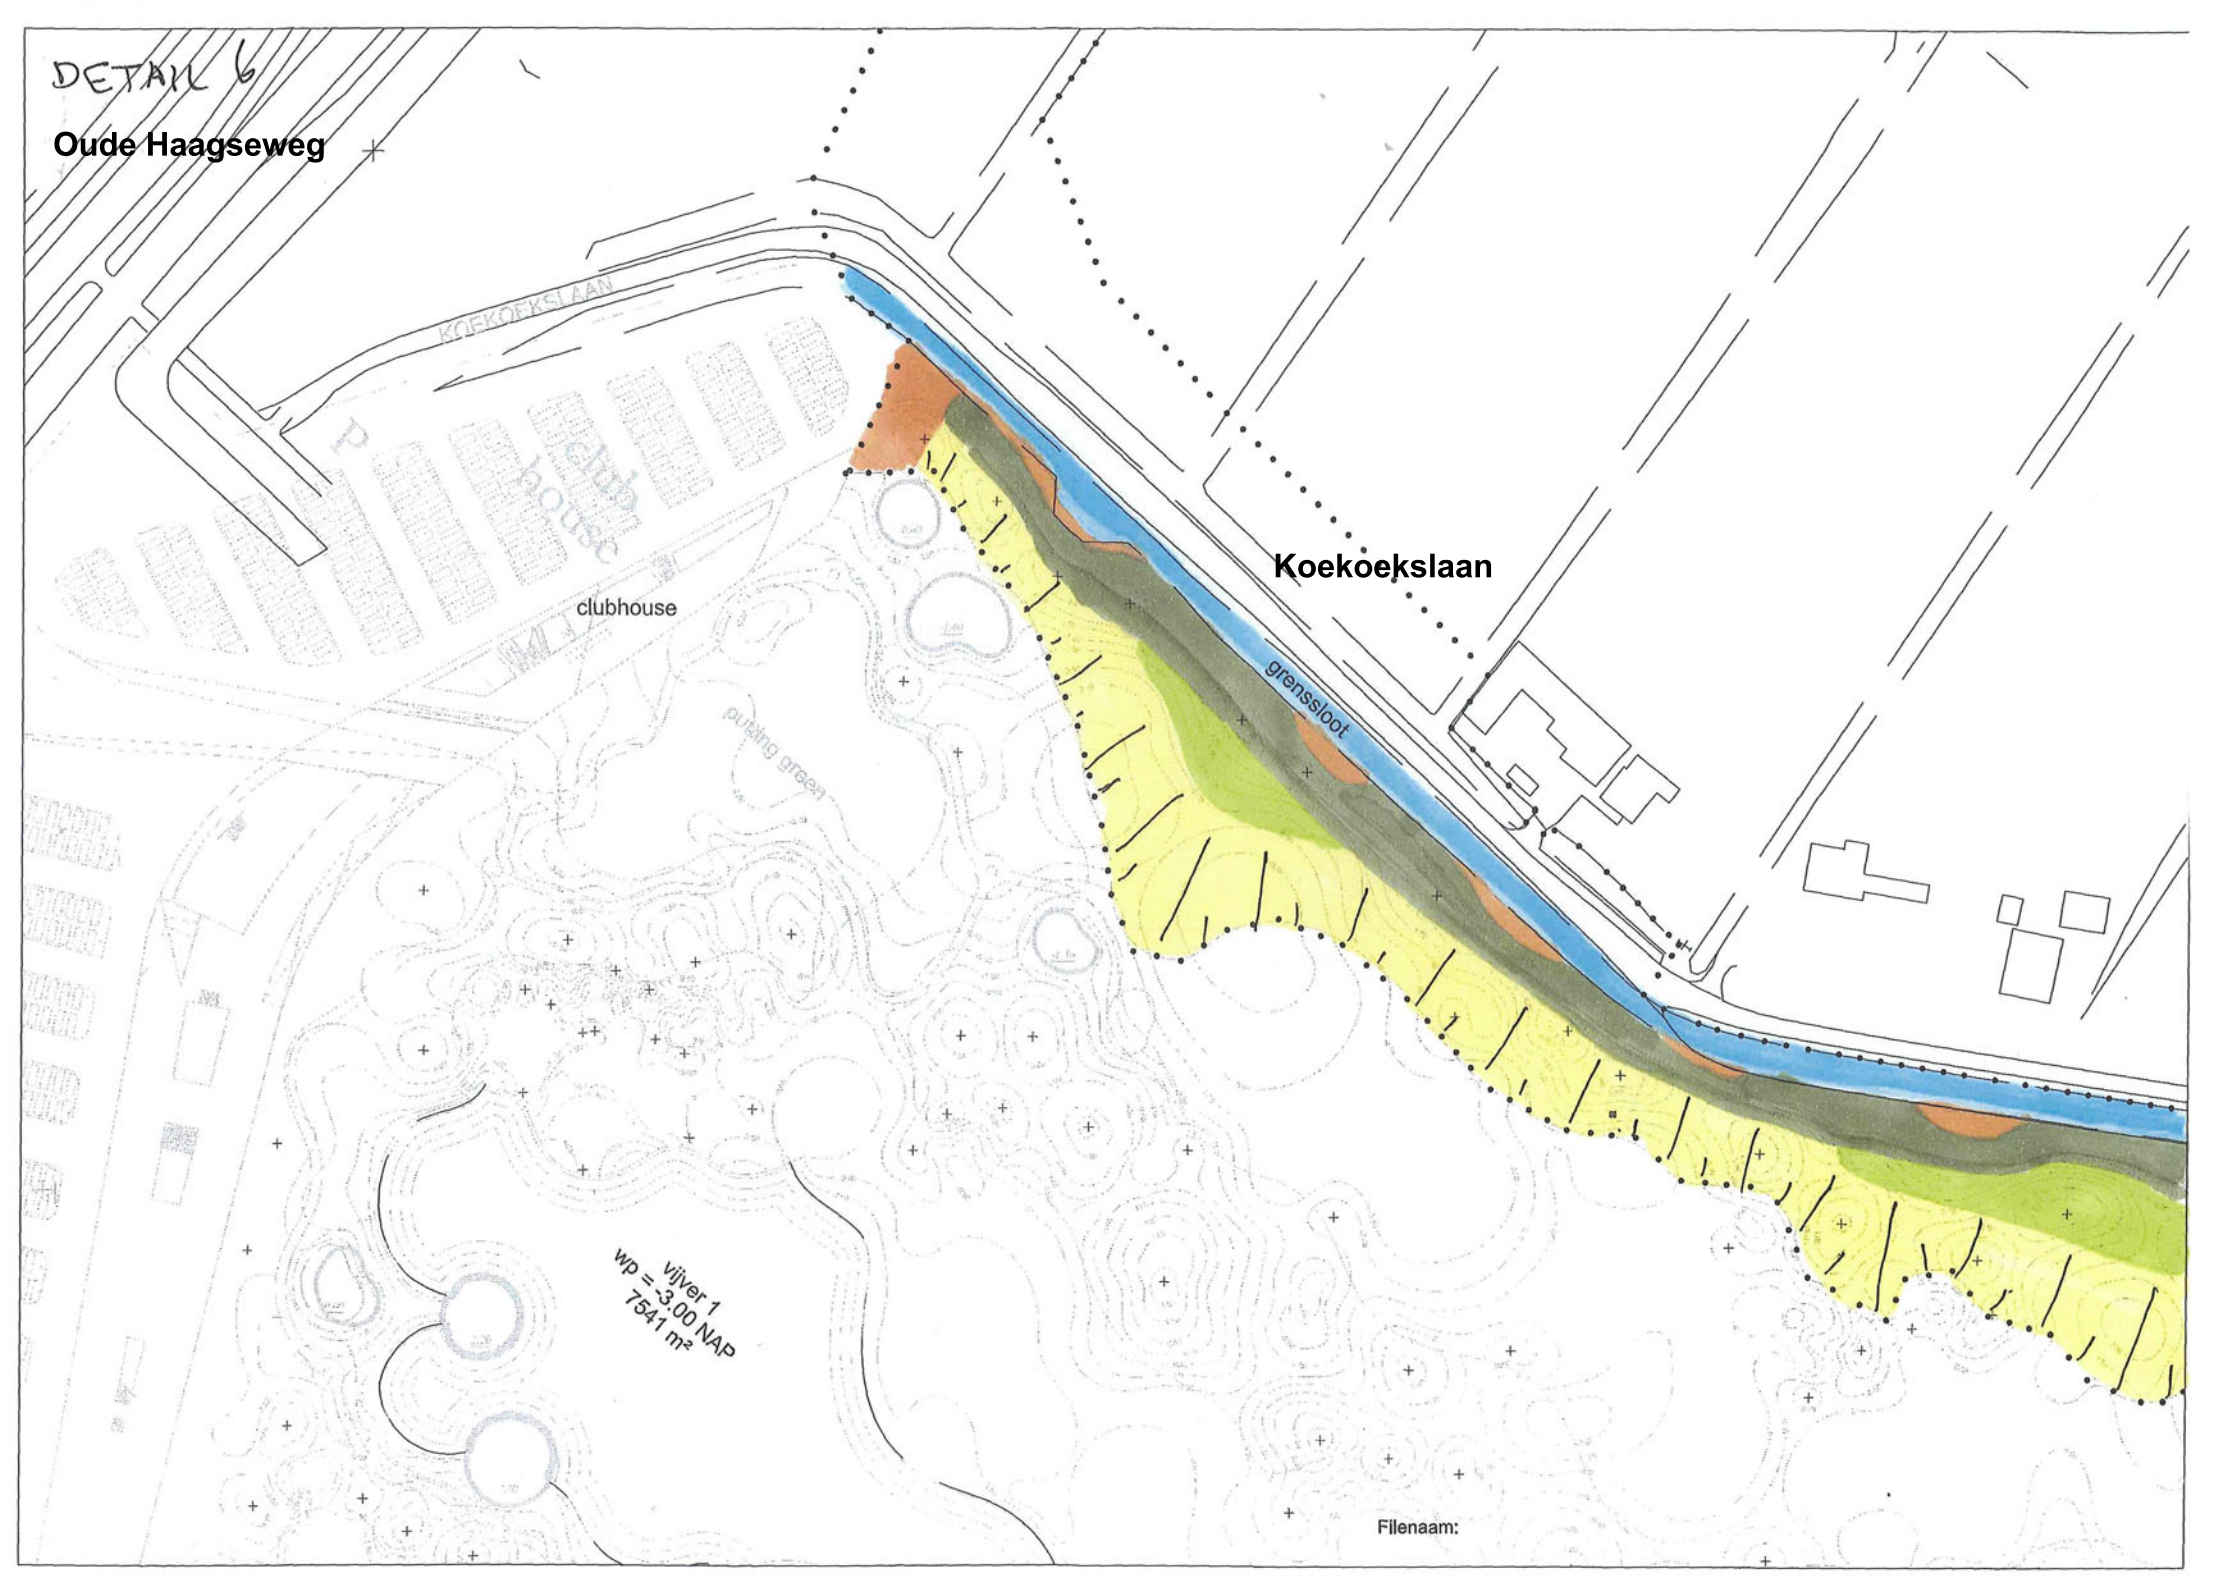 DETAIL 6
Oude Haagseweg
KOEKOEKSLAAN
P
club
house
clubhouse
Koekoekslaan
grenssloot
putting green
vijver 1
wp = -3.00 NAP
7541 m²
Filenaam: